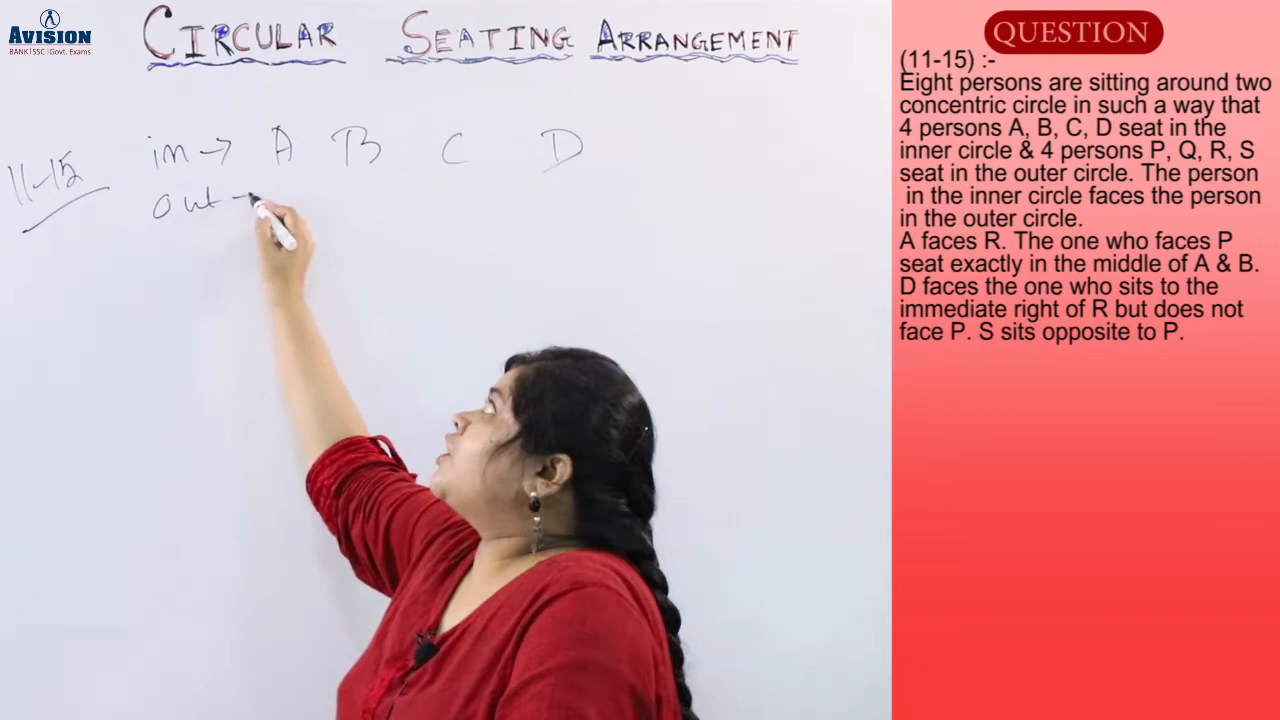 AVISION
BANK|SSC|Govt. Exams
CIRCULAR SEATING ARRANGEMENT
11-15
in → A B C D
out -
QUESTION
(11-15) :-
Eight persons are sitting around two
concentric circle in such a way that
4 persons A, B, C, D seat in the
inner circle & 4 persons P, Q, R, S
seat in the outer circle. The person
in the inner circle faces the person
in the outer circle.
A faces R. The one who faces P
seat exactly in the middle of A & B.
D faces the one who sits to the
immediate right of R but does not
face P. S sits opposite to P.